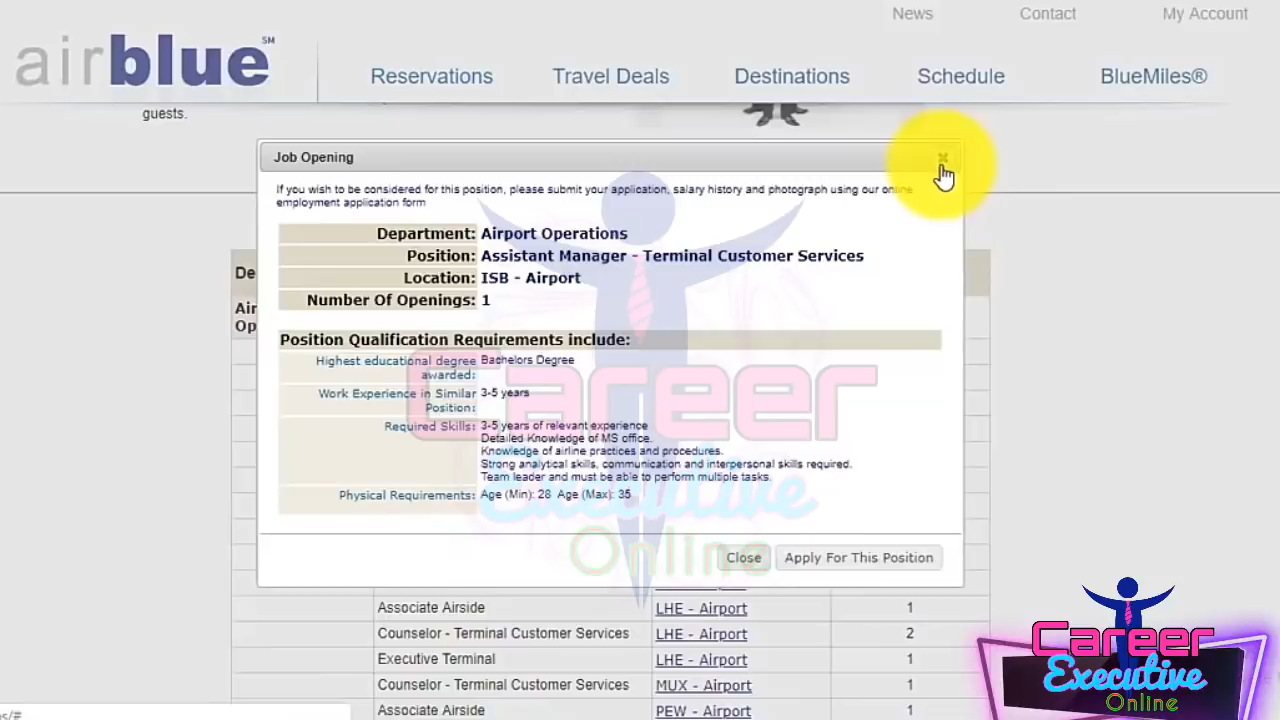 News Contact My Account
airblue SM
Reservations Travel Deals Destinations Schedule BlueMiles®
guests.
Job Opening
If you wish to be considered for this position, please submit your application, salary history and photograph using our online
employment application form
De
Department: Airport Operations
Position: Assistant Manager - Terminal Customer Services
Location: ISB - Airport
Air
Number Of Openings: 1
Op
Position Qualification Requirements include:
Highest educational degree Bachelors Degree
awarded:
Work Experience in Similar 3-5 years
Position:
Required Skills: 3-5 years of relevant experience
Detailed Knowledge of MS office.
Knowledge of airline practices and procedures.
Strong analytical skills, communication and interpersonal skills required.
Team leader and must be able to perform multiple tasks.
Physical Requirements: Age (Min): 28 Age (Max): 35
Career
Executive
Online
Close Apply For This Position
Associate Airside LHE - Airport 1
Counselor - Terminal Customer Services LHE - Airport 2
Executive Terminal LHE - Airport 1
Counselor - Terminal Customer Services MUX - Airport 1
Associate Airside PEW - Airport 1
Career
Executive
Online
es/#